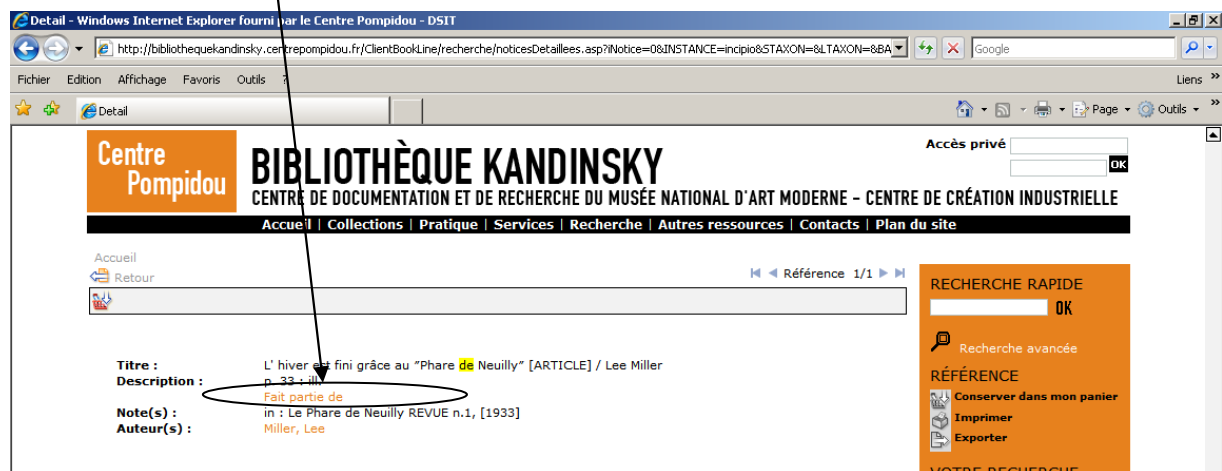 Detail - Windows Internet Explorer fourni par le Centre Pompidou - DSIT
http://bibliothequekandinsky.centrepompidou.fr/ClientBookLine/recherche/noticesDetaillees.asp?iNotice=0&INSTANCE=incipio&STAXON=&LTAXON=&BA
Google
Fichier Edition Affichage Favoris Outils ?
Liens »
Detail
Page Outils »
Centre
Pompidou
BIBLIOTHÈQUE KANDINSKY
CENTRE DE DOCUMENTATION ET DE RECHERCHE DU MUSÉE NATIONAL D'ART MODERNE - CENTRE DE CRÉATION INDUSTRIELLE
Accès privé
OK
Accueil | Collections | Pratique | Services | Recherche | Autres ressources | Contacts | Plan du site
Accueil
Retour
Référence 1/1
Titre : L' hiver est fini grâce au "Phare de Neuilly" [ARTICLE] / Lee Miller
Description : p. 33 : ill.
Fait partie de
Note(s) : in : Le Phare de Neuilly REVUE n.1, [1933]
Auteur(s) : Miller, Lee
RECHERCHE RAPIDE
OK
Recherche avancée
RÉFÉRENCE
Conserver dans mon panier
Imprimer
Exporter
VOTRE RECHERCHE